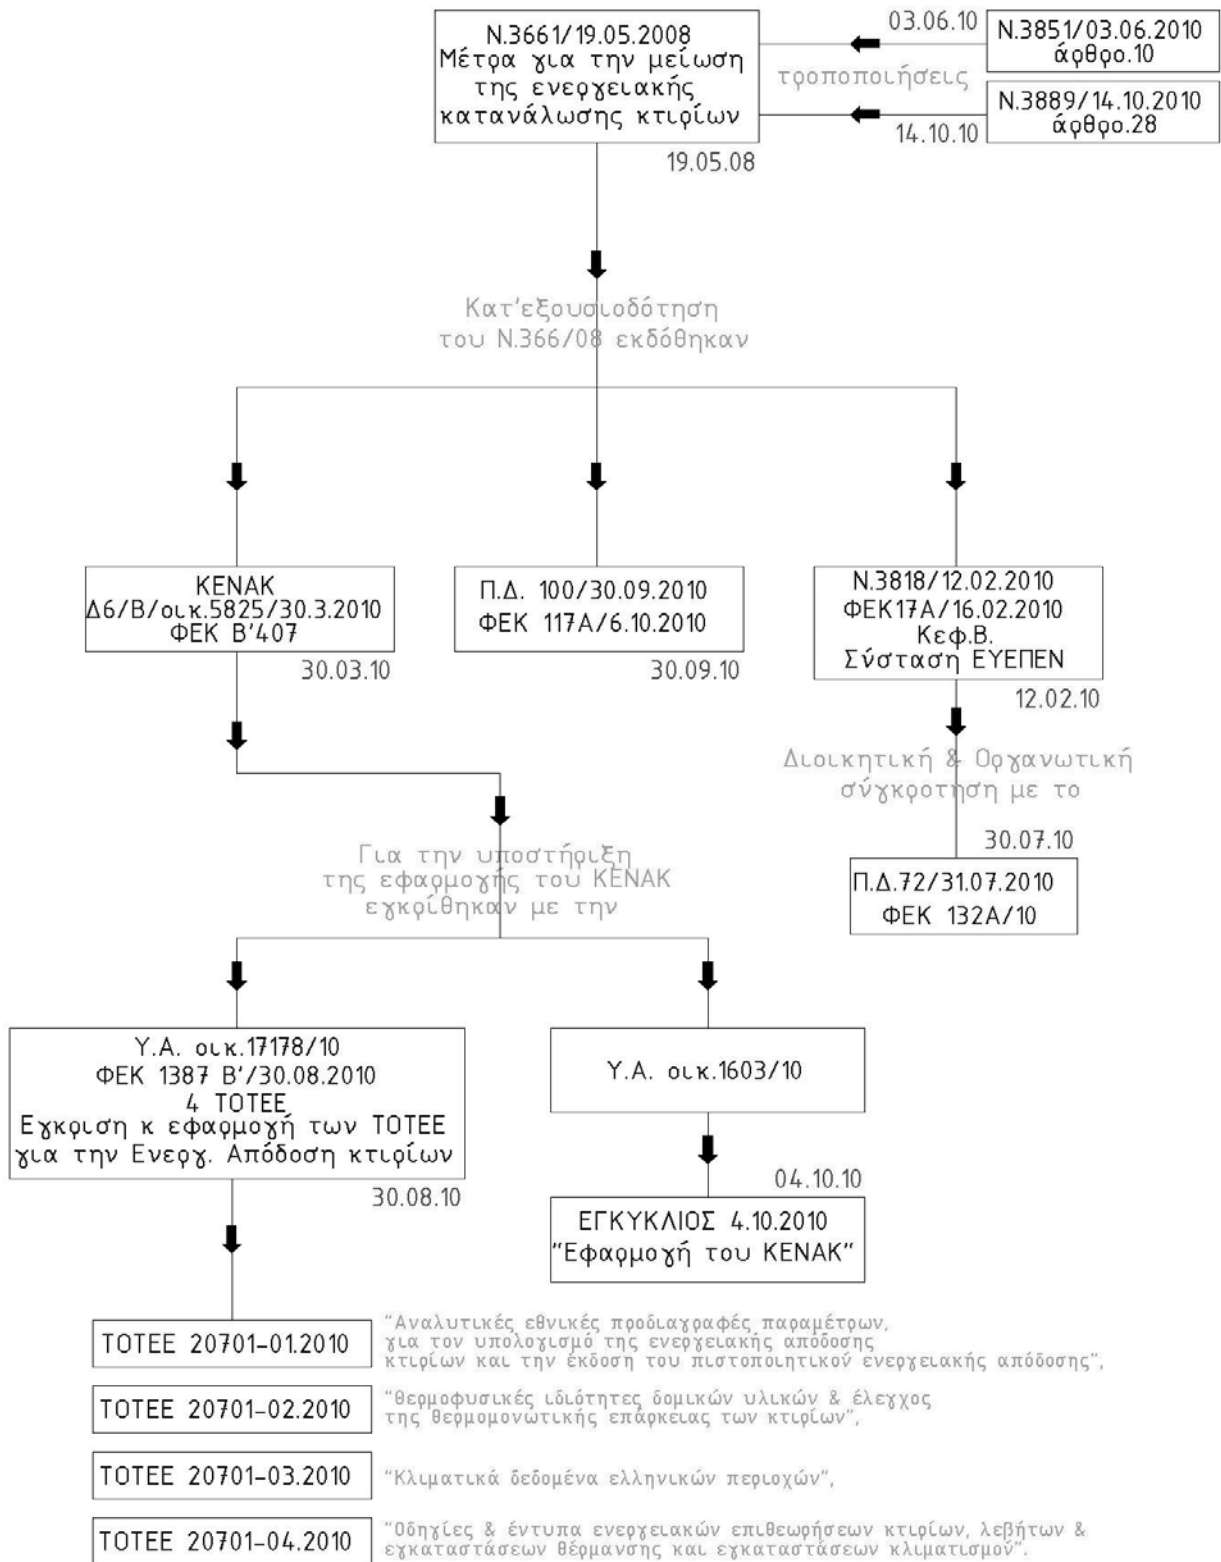 Ν.3661/19.05.2008
Μέτρα για την μείωση
της ενεργειακής
κατανάλωσης κτιρίων
19.05.08
03.06.10
Ν.3851/03.06.2010
άρθρο.10
τροποποιήσεις
Ν.3889/14.10.2010
άρθρο.28
14.10.10
Κατ'εξουσιοδότηση
του Ν.366/08 εκδόθηκαν
ΚΕΝΑΚ
Δ6/Β/οικ.5825/30.3.2010
ΦΕΚ Β'407
30.03.10
Π.Δ. 100/30.09.2010
ΦΕΚ 117Α/6.10.2010
30.09.10
Ν.3818/12.02.2010
ΦΕΚ17Α/16.02.2010
Κεφ.Β.
Σύσταση ΕΥΕΠΕΝ
12.02.10
Διοικητική & Οργανωτική
σύγκροτηση με το
30.07.10
Π.Δ.72/31.07.2010
ΦΕΚ 132Α/10
Για την υποστήριξη
της εφαρμογής του ΚΕΝΑΚ
εγκρίθηκαν με την
Υ.Α. οικ.17178/10
ΦΕΚ 1387 Β'/30.08.2010
4 ΤΟΤΕΕ
Εγκριση κ εφαρμογή των ΤΟΤΕΕ
για την Ενεργ. Απόδοση κτιρίων
30.08.10
Υ.Α. οικ.1603/10
04.10.10
ΕΓΚΥΚΛΙΟΣ 4.10.2010
"Εφαρμογή του ΚΕΝΑΚ"
ΤΟΤΕΕ 20701-01.2010
"Αναλυτικές εθνικές προδιαγραφές παραμέτρων,
για τον υπολογισμό της ενεργειακής απόδοσης
κτιρίων και την έκδοση του πιστοποιητικού ενεργειακής απόδοσης",
ΤΟΤΕΕ 20701-02.2010
"θερμοφυσικές ιδιότητες δομικών υλικών & έλεγχος
της θερμομονωτικής επάρκειας των κτιρίων",
ΤΟΤΕΕ 20701-03.2010
"Κλιματικά δεδομένα ελληνικών περιοχών",
ΤΟΤΕΕ 20701-04.2010
"Οδηγίες & έντυπα ενεργειακών επιθεωρήσεων κτιρίων, λεβήτων &
εγκαταστάσεων θέρμανσης και εγκαταστάσεων κλιματισμού".